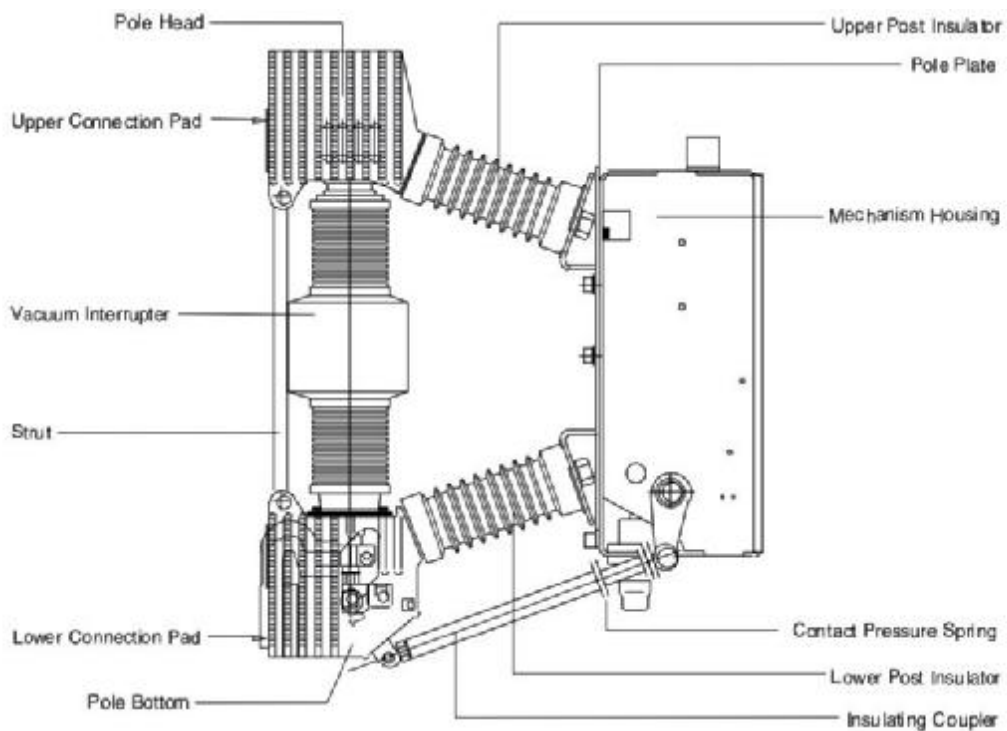 Pole Head
Upper Post Insulator
Pole Plate
Upper Connection Pad
Mechanism Housing
Vacuum Interrupter
Strut
Lower Connection Pad
Contact Pressure Spring
Lower Post Insulator
Pole Bottom
Insulating Coupler